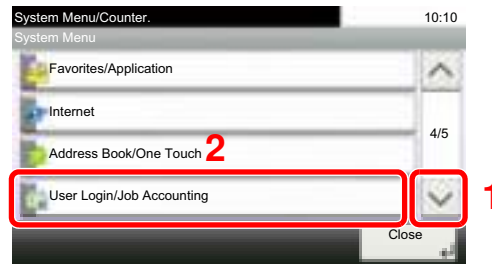 System Menu/Counter. 10:10
System Menu
Favorites/Application
Internet
4/5
Address Book/One Touch 2
User Login/Job Accounting
1
Close